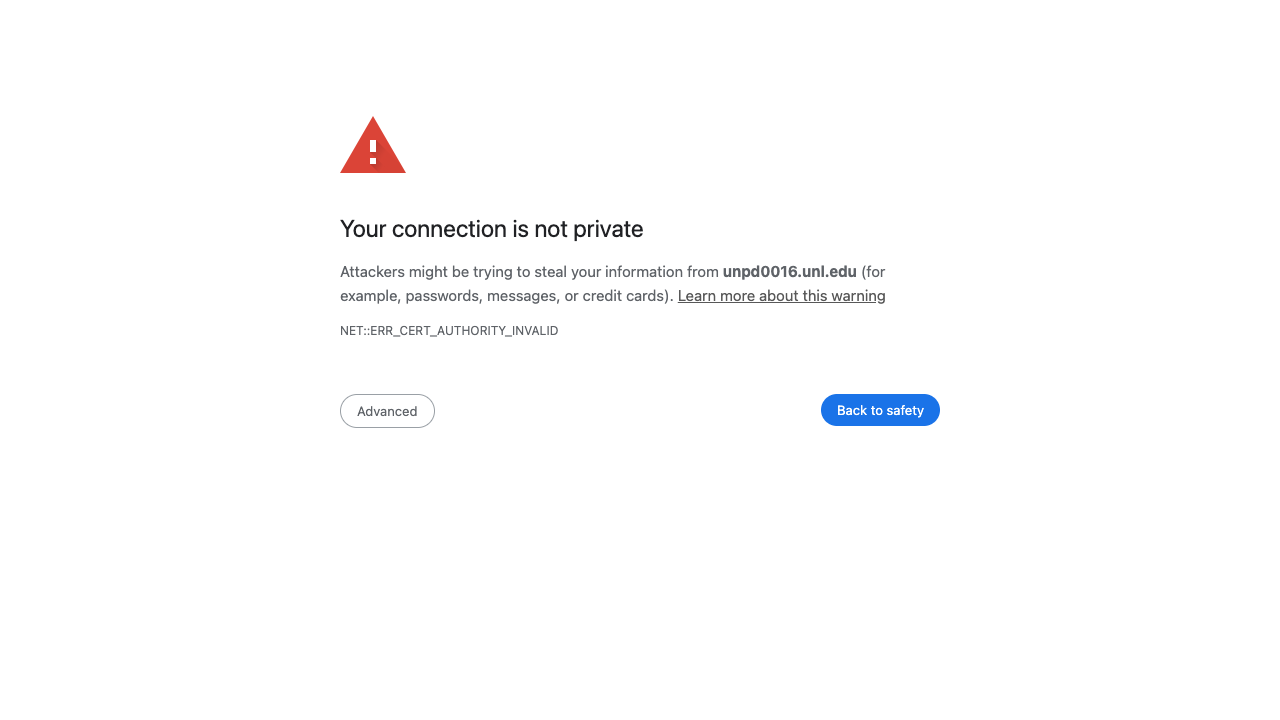 Your connection is not private
Attackers might be trying to steal your information from unpd0016.unl.edu (for
example, passwords, messages, or credit cards). Learn more about this warning
NET::ERR_CERT_AUTHORITY_INVALID
Advanced
Back to safety